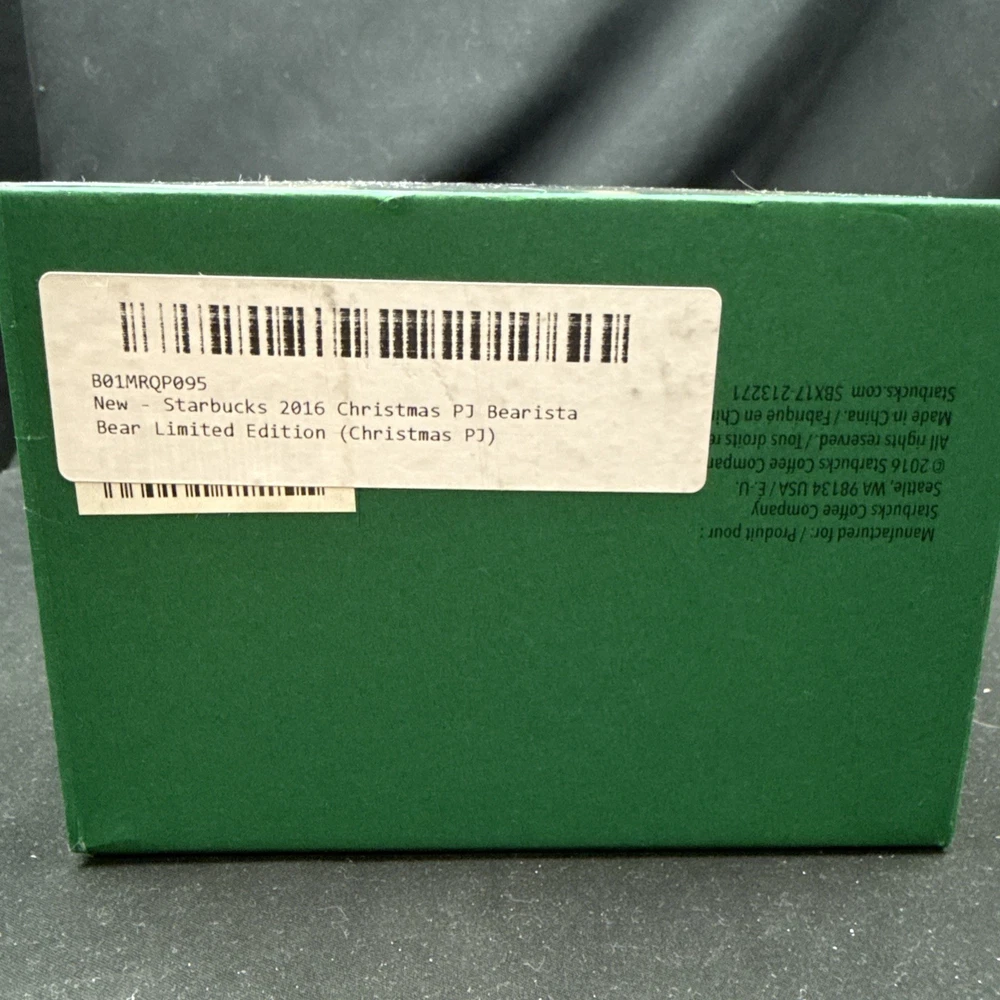 B01MRQP095
New - Starbucks 2016 Christmas PJ Bearista
Bear Limited Edition (Christmas PJ)
Manufactured for: / Produit pour :
Starbucks Coffee Company
Seattle, WA 98134 USA / E.-U.
© 2016 Starbucks Coffee Compan
All rights reserved. / Tous droits
Made in China. / Fabriqué en Chi
Starbucks.com SBX17-213271